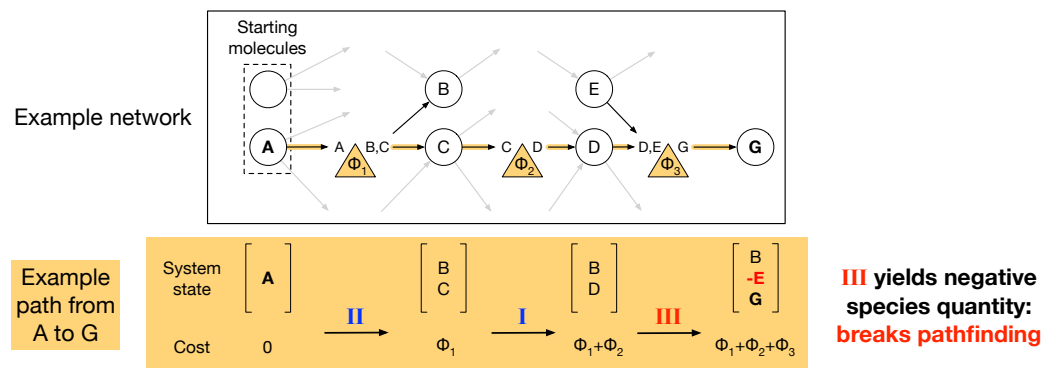 Starting
molecules
B
E
Example network
A
A B,C
C
C D
D
D,E G
G
Φ1
Φ2
Φ3
Example
path from
A to G
System
state
A
B
C
B
D
B
-E
G
II
I
III
Cost
0
Φ1
Φ1+Φ2
Φ1+Φ2+Φ3
III yields negative
species quantity:
breaks pathfinding